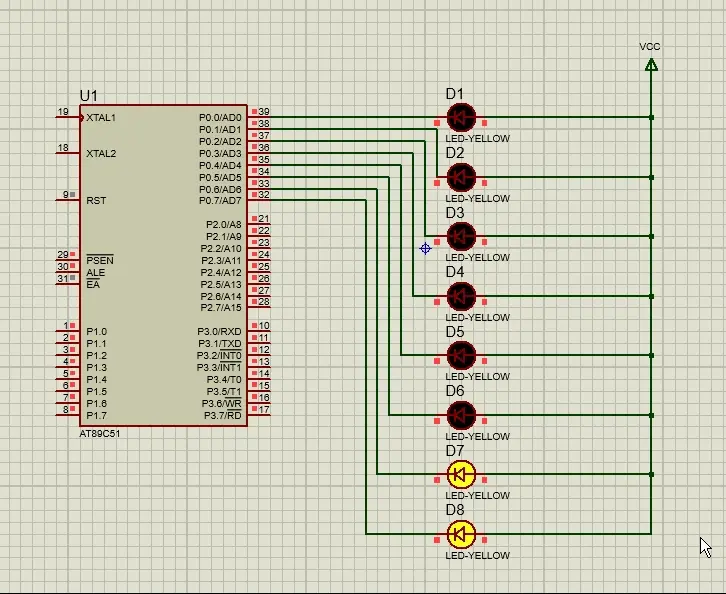 VCC
U1
19
XTAL1
18
XTAL2
9
RST
29
PSEN
30
ALE
31
EA
1
P1.0
2
P1.1
3
P1.2
4
P1.3
5
P1.4
6
P1.5
7
P1.6
8
P1.7
P0.0/AD0
39
P0.1/AD1
38
P0.2/AD2
37
P0.3/AD3
36
P0.4/AD4
35
P0.5/AD5
34
P0.6/AD6
33
P0.7/AD7
32
P2.0/A8
21
P2.1/A9
22
P2.2/A10
23
P2.3/A11
24
P2.4/A12
25
P2.5/A13
26
P2.6/A14
27
P2.7/A15
28
P3.0/RXD
10
P3.1/TXD
11
P3.2/INT0
12
P3.3/INT1
13
P3.4/T0
14
P3.5/T1
15
P3.6/WR
16
P3.7/RD
17
AT89C51
D1
LED-YELLOW
D2
LED-YELLOW
D3
LED-YELLOW
D4
LED-YELLOW
D5
LED-YELLOW
D6
LED-YELLOW
D7
LED-YELLOW
D8
LED-YELLOW